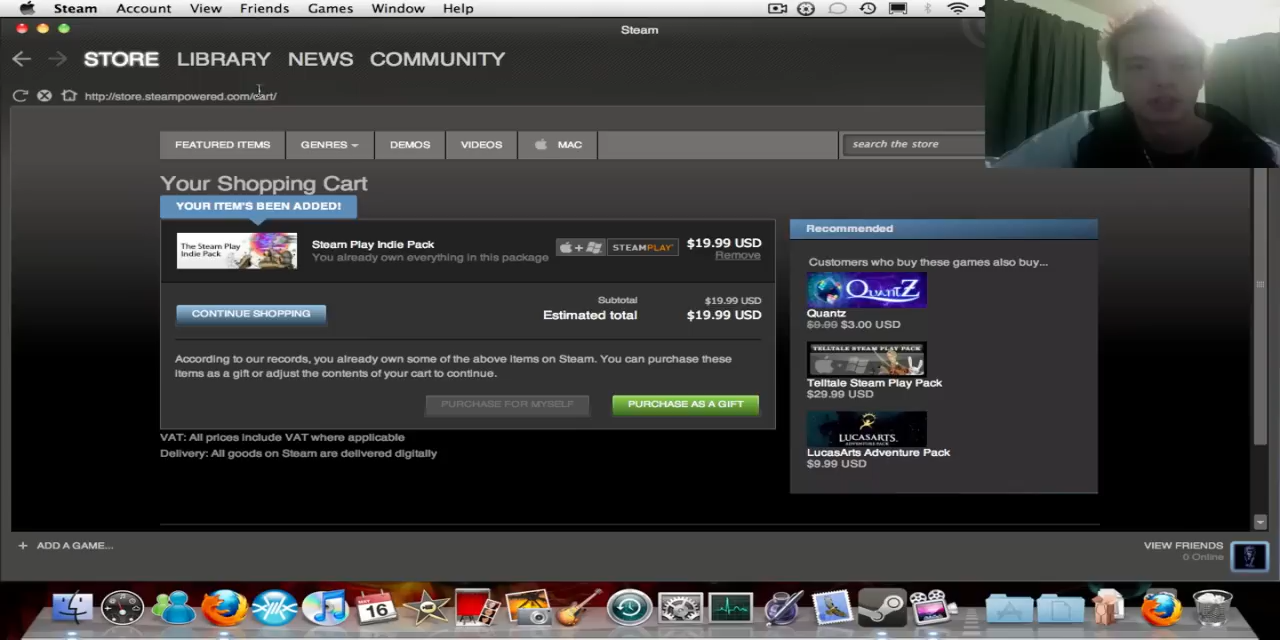 Steam Account View Friends Games Window Help
Steam
STORE LIBRARY NEWS COMMUNITY
http://store.steampowered.com/cart/
FEATURED ITEMS GENRES DEMOS VIDEOS MAC search the store
Your Shopping Cart
YOUR ITEM'S BEEN ADDED!
The Steam Play
Indie Pack
Steam Play Indie Pack
You already own everything in this package
+ STEAMPLAY
$19.99 USD
Remove
CONTINUE SHOPPING
Subtotal $19.99 USD
Estimated total $19.99 USD
According to our records, you already own some of the above items on Steam. You can purchase these
items as a gift or adjust the contents of your cart to continue.
PURCHASE FOR MYSELF PURCHASE AS A GIFT
VAT: All prices include VAT where applicable
Delivery: All goods on Steam are delivered digitally
Recommended
Customers who buy these games also buy...
QUANTZ
Quantz
$9.99 $3.00 USD
TELLTALE STEAM PLAY PACK
Telltale Steam Play Pack
$29.99 USD
LUCASARTS
LucasArts Adventure Pack
$9.99 USD
+ ADD A GAME...
VIEW FRIENDS
0 Online
MAY
16